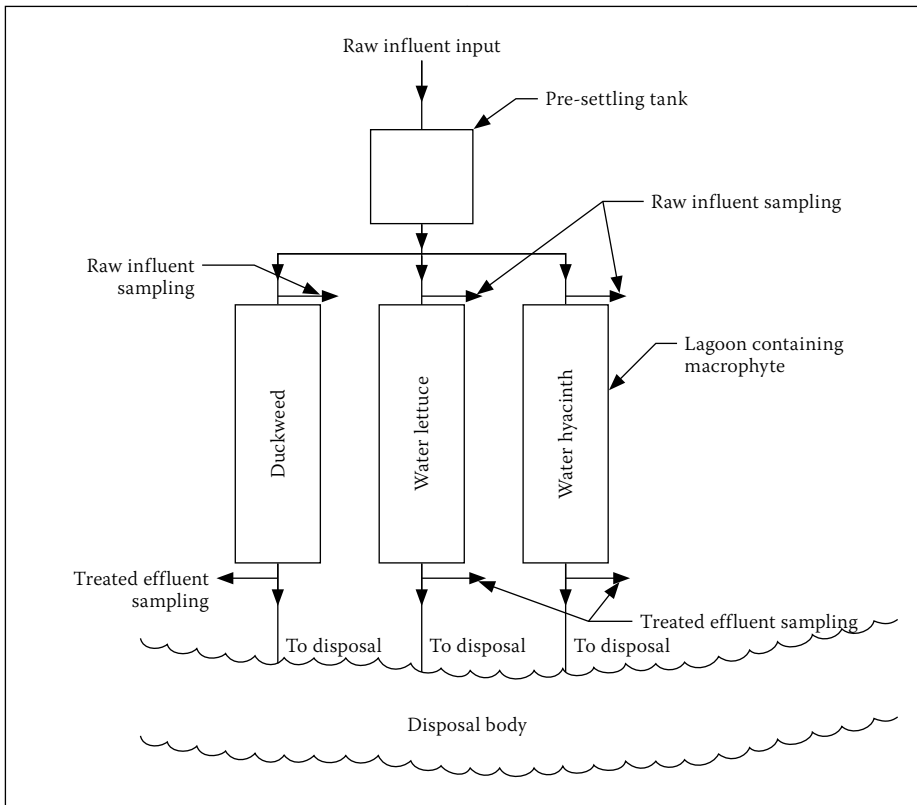 Raw influent input
Pre-settling tank
Raw influent sampling
Raw influent
sampling
Lagoon containing
macrophyte
Duckweed
Water lettuce
Water hyacinth
Treated effluent
sampling
Treated effluent sampling
To disposal
To disposal
To disposal
Disposal body